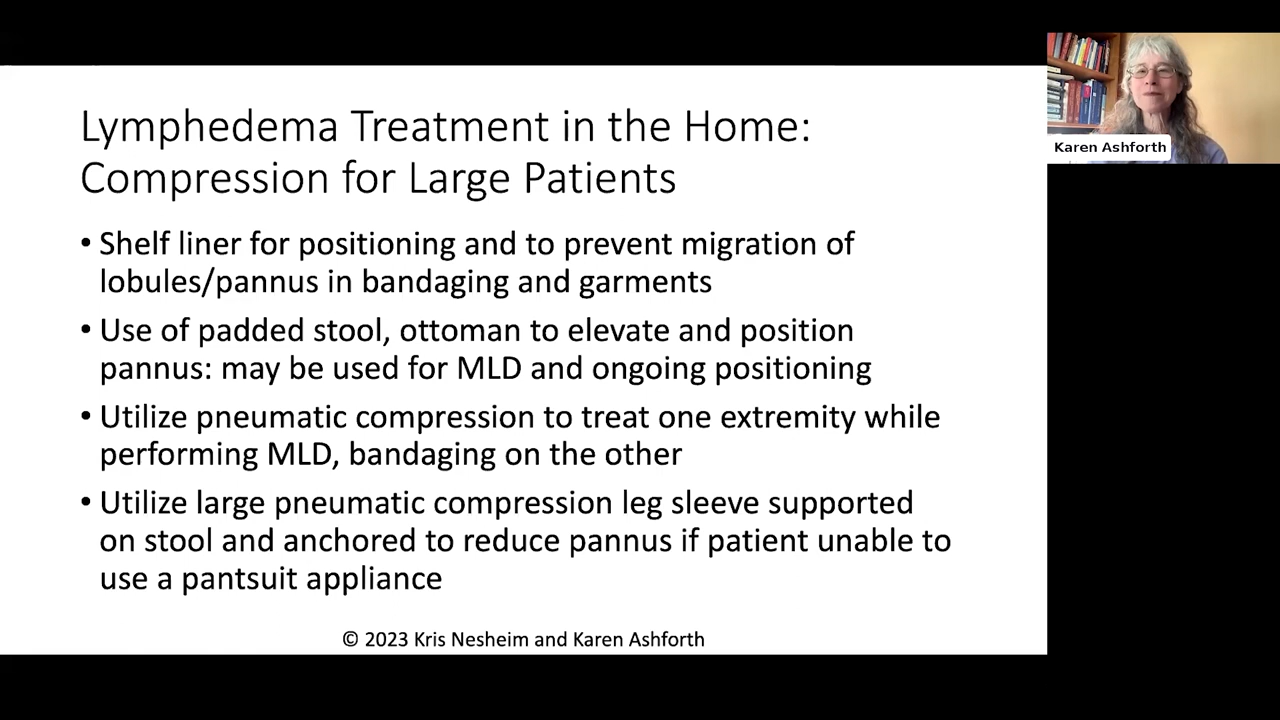 Lymphedema Treatment in the Home:
Compression for Large Patients
• Shelf liner for positioning and to prevent migration of
lobules/pannus in bandaging and garments
• Use of padded stool, ottoman to elevate and position
pannus: may be used for MLD and ongoing positioning
• Utilize pneumatic compression to treat one extremity while
performing MLD, bandaging on the other
• Utilize large pneumatic compression leg sleeve supported
on stool and anchored to reduce pannus if patient unable to
use a pantsuit appliance
© 2023 Kris Nesheim and Karen Ashforth
Karen Ashforth